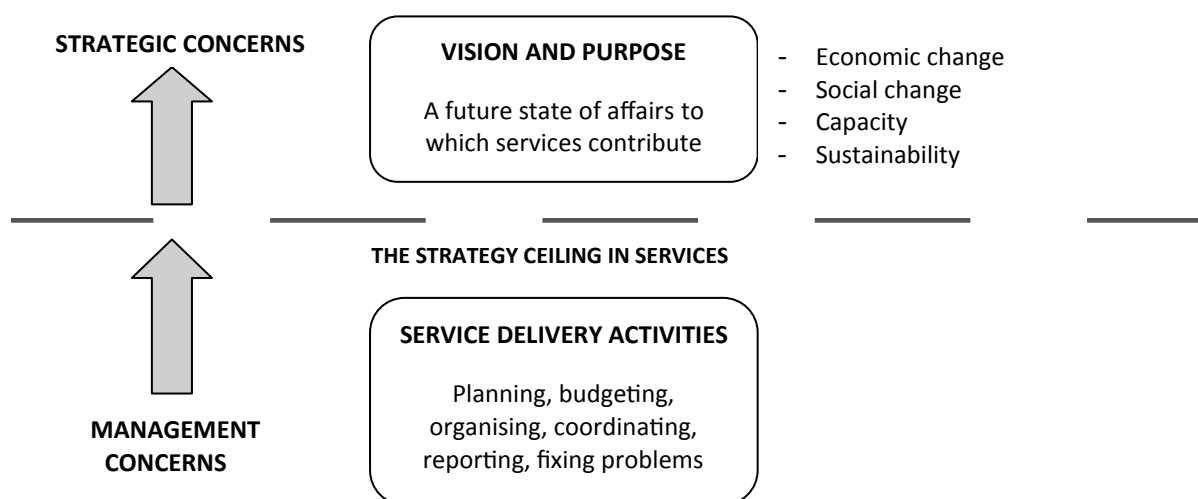 STRATEGIC CONCERNS
VISION AND PURPOSE
A future state of affairs to
which services contribute
- Economic change
- Social change
- Capacity
- Sustainability
THE STRATEGY CEILING IN SERVICES
SERVICE DELIVERY ACTIVITIES
Planning, budgeting,
organising, coordinating,
reporting, fixing problems
MANAGEMENT
CONCERNS